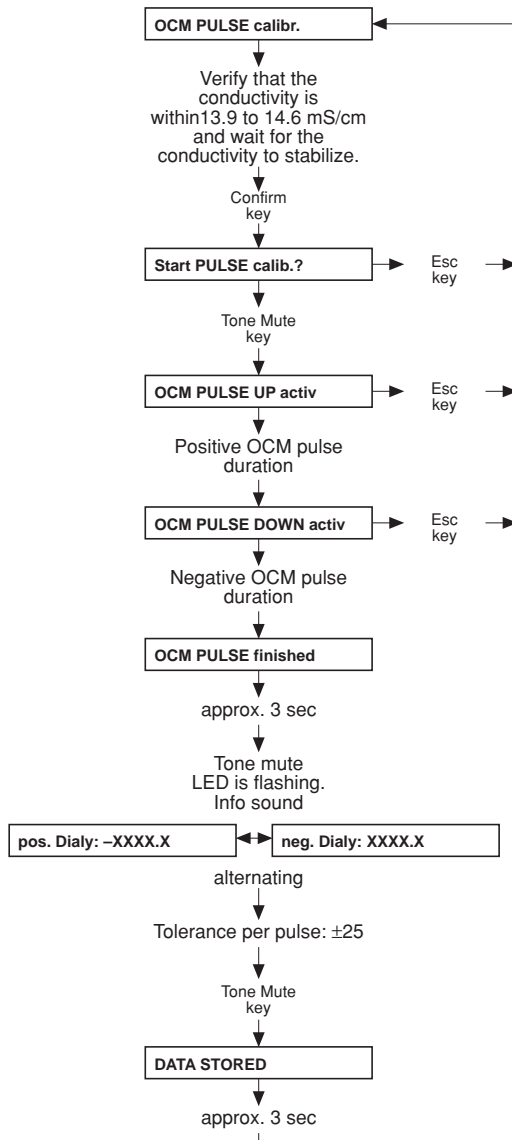 OCM PULSE calibr.
Verify that the
conductivity is
within13.9 to 14.6 mS/cm
and wait for the
conductivity to stabilize.
Confirm
key
Start PULSE calib.?
Esc
key
Tone Mute
key
OCM PULSE UP activ
Esc
key
Positive OCM pulse
duration
OCM PULSE DOWN activ
Esc
key
Negative OCM pulse
duration
OCM PULSE finished
approx. 3 sec
Tone mute
LED is flashing.
Info sound
pos. Dialy: –XXXX.X
neg. Dialy: XXXX.X
alternating
Tolerance per pulse: ±25
Tone Mute
key
DATA STORED
approx. 3 sec